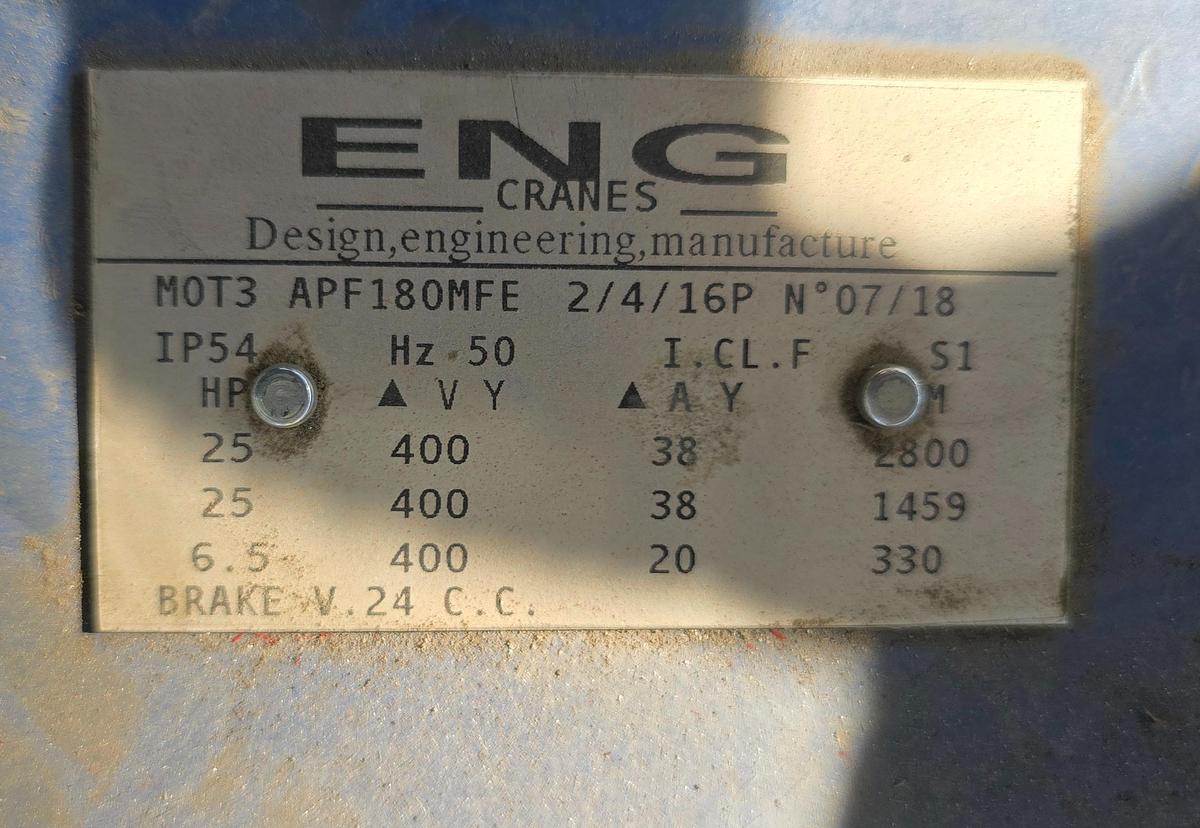 ENG
CRANES
Design,engineering,manufacture
MOT3 APF180MFE 2/4/16P N°07/18
IP54 Hz 50 I.CL.F S1
HP ▲ V Y ▲ A Y M
25 400 38 2800
25 400 38 1459
6.5 400 20 330
BRAKE V.24 C.C.